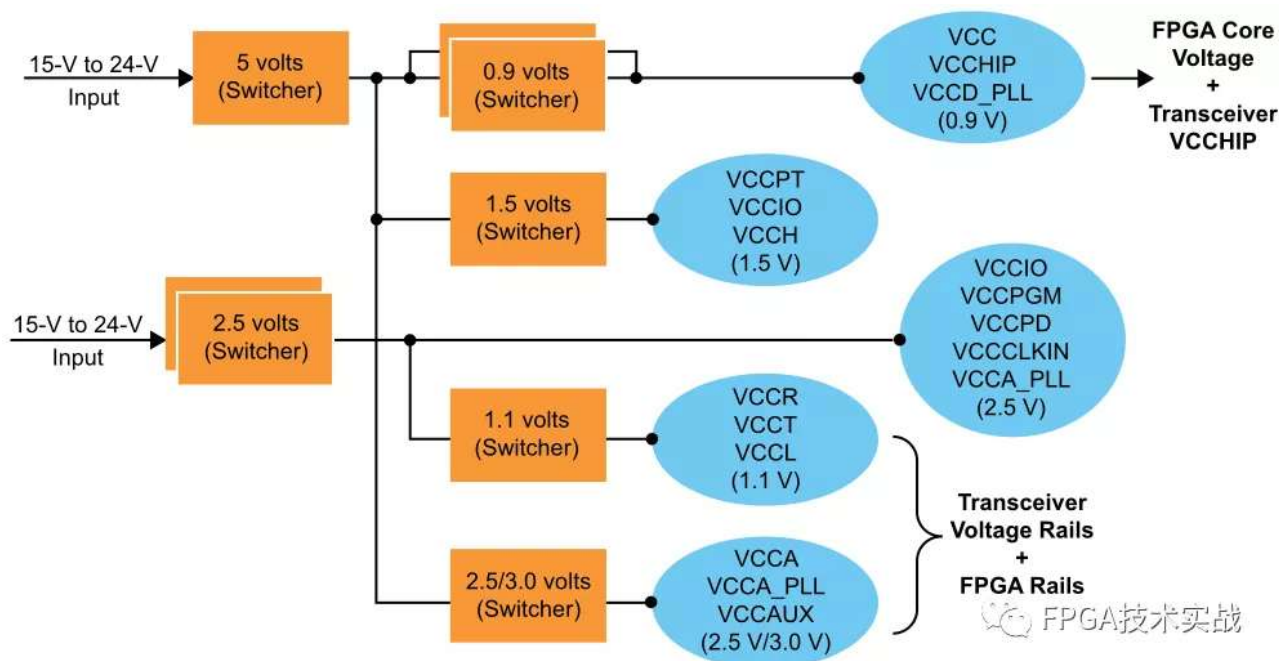 15-V to 24-V
Input
5 volts
(Switcher)
0.9 volts
(Switcher)
VCC
VCCHIP
VCCD_PLL
(0.9 V)
FPGA Core
Voltage
+
Transceiver
VCCHIP
1.5 volts
(Switcher)
VCCPT
VCCIO
VCCH
(1.5 V)
15-V to 24-V
Input
2.5 volts
(Switcher)
VCCIO
VCCPGM
VCCPD
VCCCLKIN
VCCA_PLL
(2.5 V)
1.1 volts
(Switcher)
VCCR
VCCT
VCCL
(1.1 V)
Transceiver
Voltage Rails
+
FPGA Rails
2.5/3.0 volts
(Switcher)
VCCA
VCCA_PLL
VCCAUX
(2.5 V/3.0 V)
FPGA技术实战